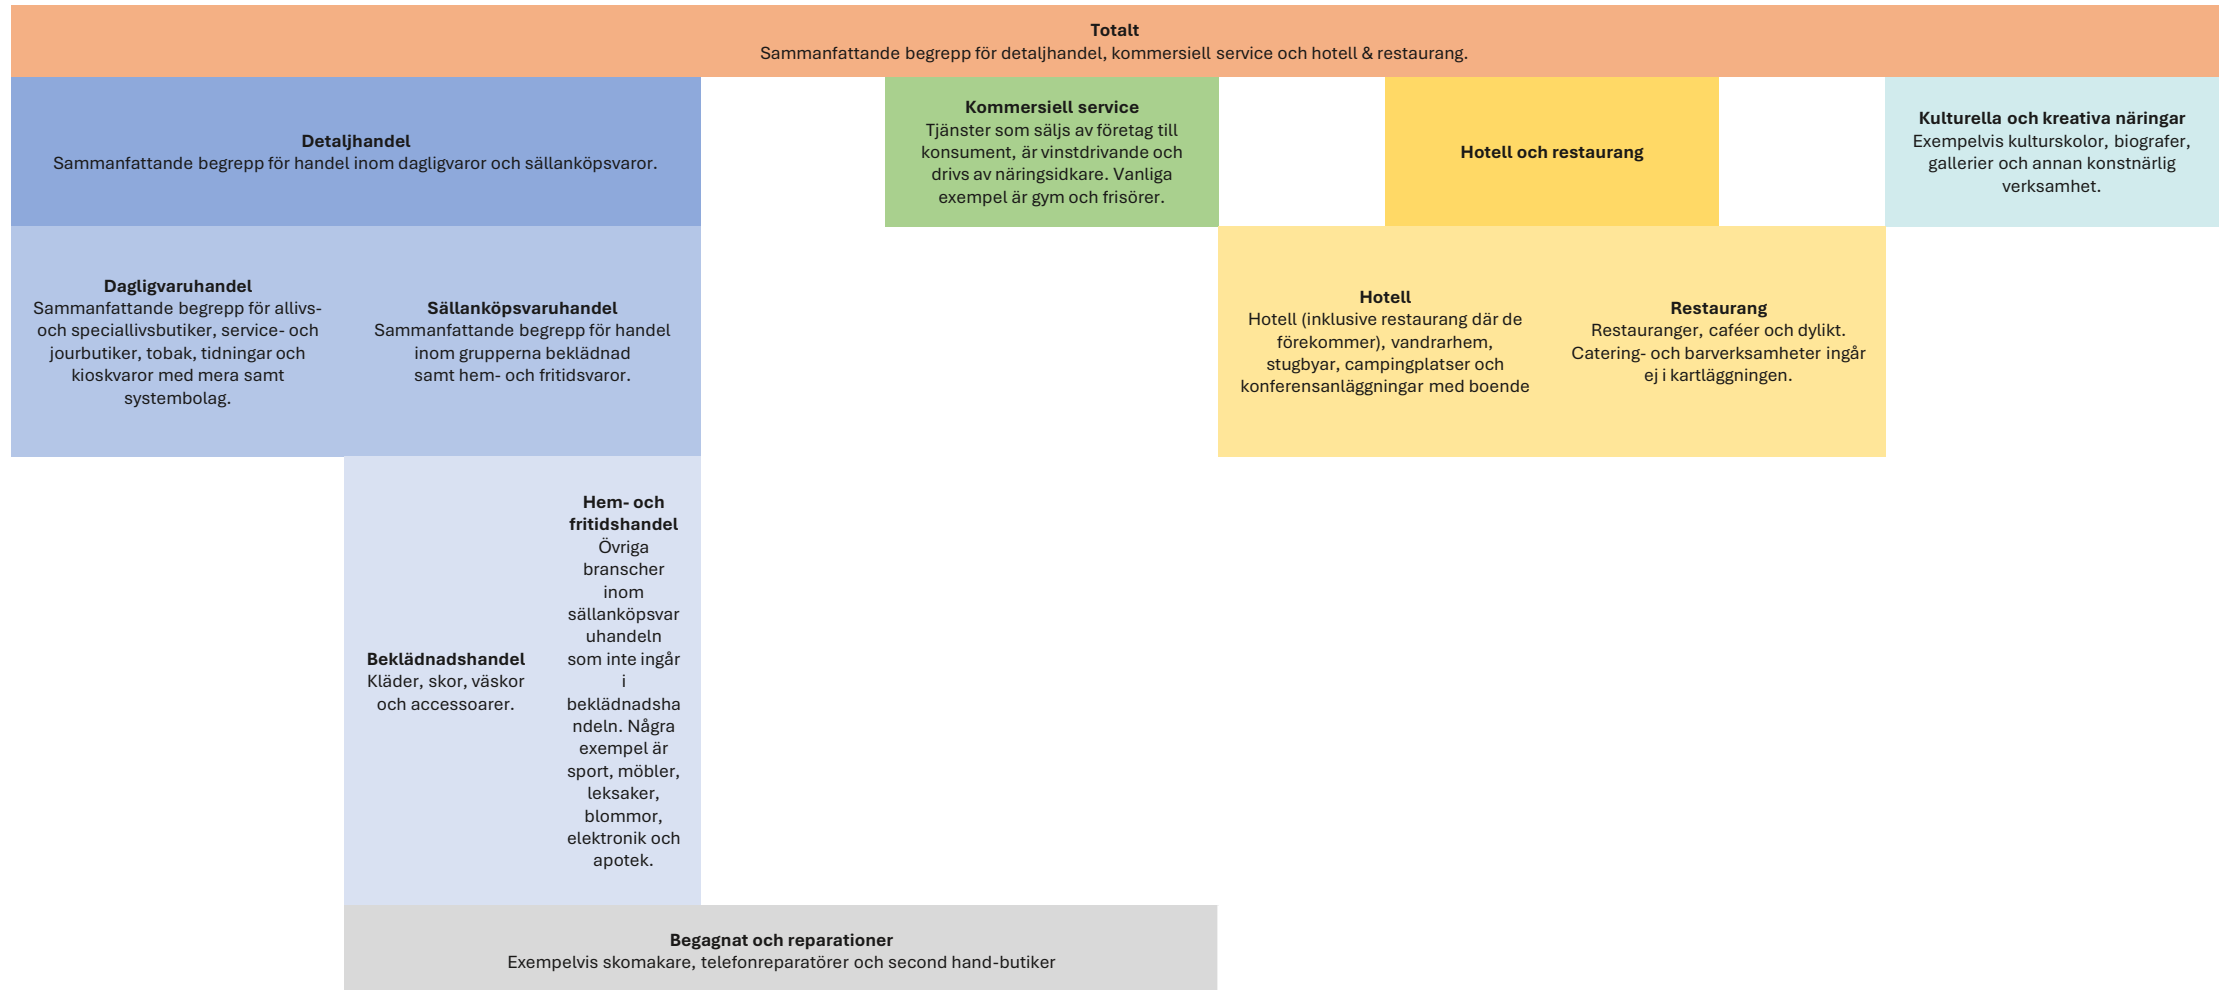 Totalt
Sammanfattande begrepp för detaljhandel, kommersiell service och hotell & restaurang.
Detaljhandel
Sammanfattande begrepp för handel inom dagligvaror och sällanköpsvaror.
Kommersiell service
Tjänster som säljs av företag till
konsument, är vinstdrivande och
drivs av näringsidkare. Vanliga
exempel är gym och frisörer.
Hotell och restaurang
Kulturella och kreativa näringar
Exempelvis kulturskolor, biografer,
gallerier och annan konstnärlig
verksamhet.
Dagligvaruhandel
Sammanfattande begrepp för allivs-
och speciallivsbutiker, service- och
jourbutiker, tobak, tidningar och
kioskvaror med mera samt
systembolag.
Sällanköpsvaruhandel
Sammanfattande begrepp för handel
inom grupperna beklädnad
samt hem- och fritidsvaror.
Hotell
Hotell (inklusive restaurang där de
förekommer), vandrarhem,
stugbyar, campingplatser och
konferensanläggningar med boende
Restaurang
Restauranger, caféer och dylikt.
Catering- och barverksamheter ingår
ej i kartläggningen.
Beklädnadshandel
Kläder, skor, väskor
och accessoarer.
Hem- och
fritidshandel
Övriga
branscher
inom
sällanköpsvar
uhandeln
som inte ingår
i
beklädnadsha
ndeln. Några
exempel är
sport, möbler,
leksaker,
blommor,
elektronik och
apotek.
Begagnat och reparationer
Exempelvis skomakare, telefonreparatörer och second hand-butiker